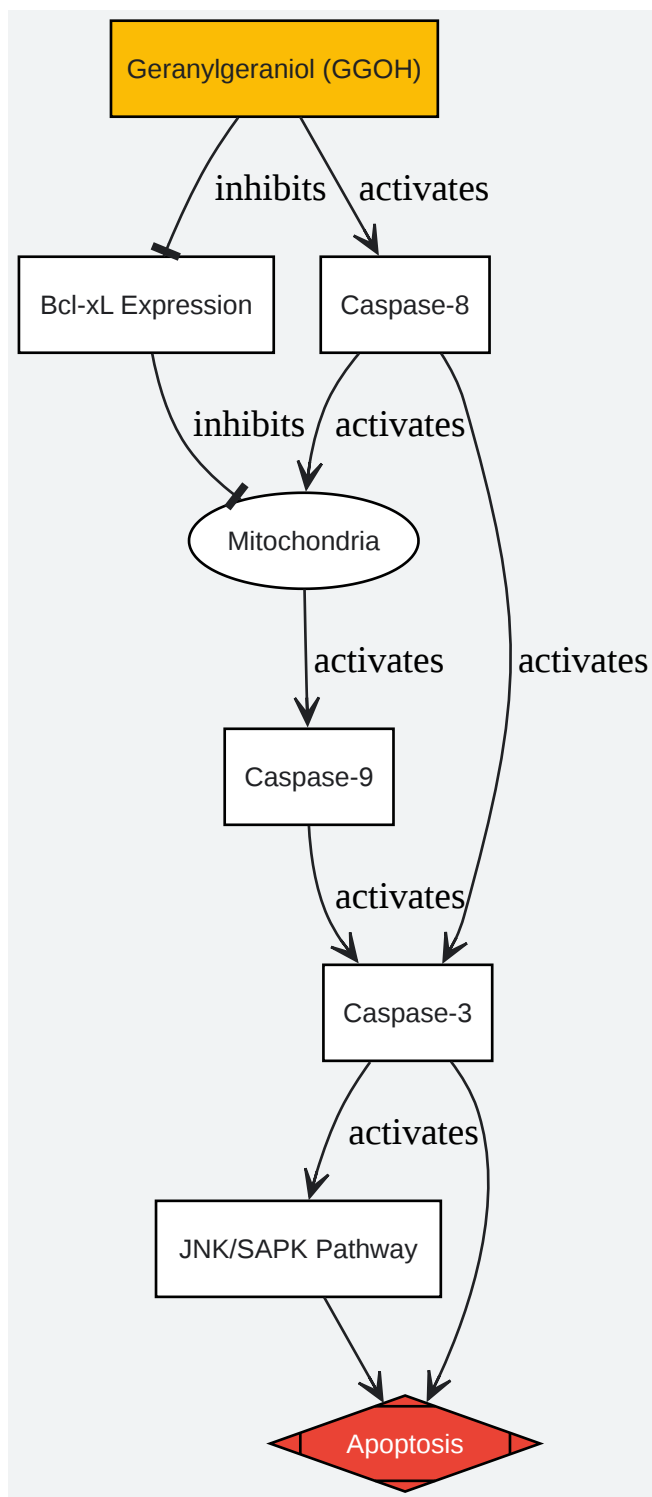 Geranylgeraniol (GGOH)
inhibits
activates
Bcl-xL Expression
Caspase-8
inhibits
activates
Mitochondria
activates
activates
Caspase-9
activates
Caspase-3
activates
JNK/SAPK Pathway
Apoptosis